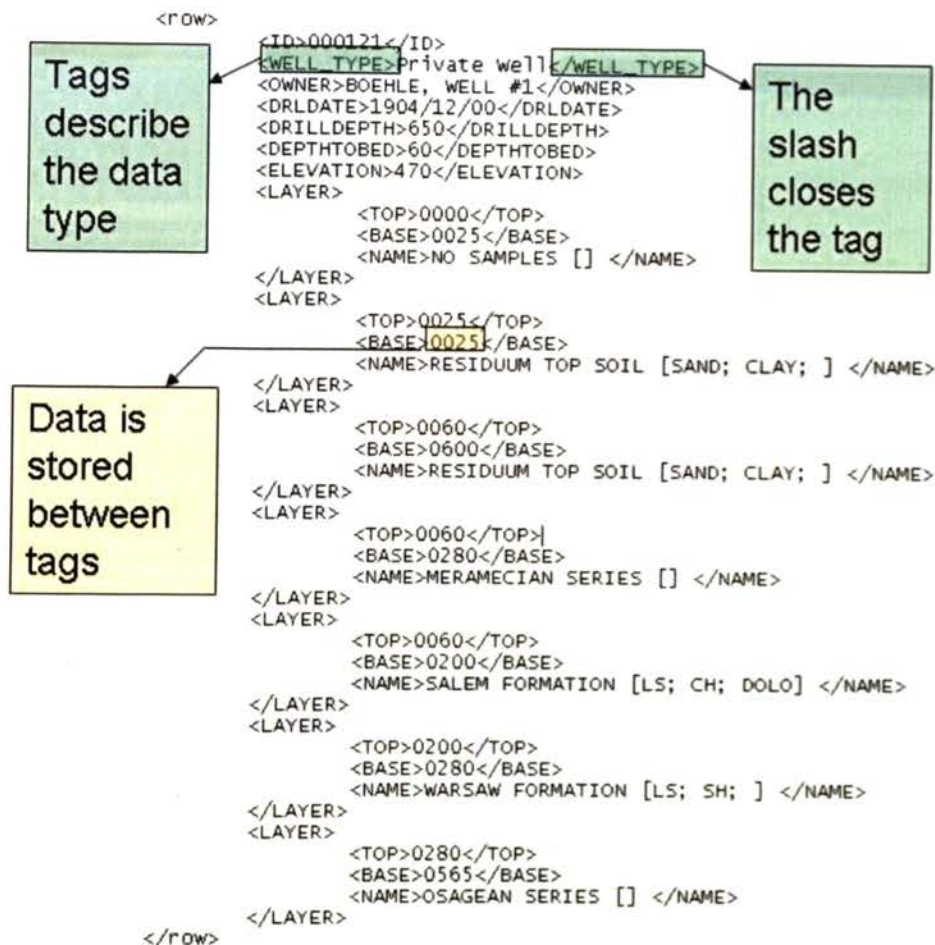 <row>
<ID>000121</ID>
<WELL_TYPE>Private Well</WELL_TYPE>
<OWNER>BOEHLE, WELL #1</OWNER>
<DRLDATE>1904/12/00</DRLDATE>
<DRILLDEPTH>650</DRILLDEPTH>
<DEPTHTOBED>60</DEPTHTOBED>
<ELEVATION>470</ELEVATION>
<LAYER>
<TOP>0000</TOP>
<BASE>0025</BASE>
<NAME>NO SAMPLES [] </NAME>
</LAYER>
<LAYER>
<TOP>0025</TOP>
<BASE>0025</BASE>
<NAME>RESIDUUM TOP SOIL [SAND; CLAY; ] </NAME>
</LAYER>
<LAYER>
<TOP>0060</TOP>
<BASE>0600</BASE>
<NAME>RESIDUUM TOP SOIL [SAND; CLAY; ] </NAME>
</LAYER>
<LAYER>
<TOP>0060</TOP>|
<BASE>0280</BASE>
<NAME>MERAMECIAN SERIES [] </NAME>
</LAYER>
<LAYER>
<TOP>0060</TOP>
<BASE>0200</BASE>
<NAME>SALEM FORMATION [LS; CH; DOLO] </NAME>
</LAYER>
<LAYER>
<TOP>0200</TOP>
<BASE>0280</BASE>
<NAME>WARSAW FORMATION [LS; SH; ] </NAME>
</LAYER>
<LAYER>
<TOP>0280</TOP>
<BASE>0565</BASE>
<NAME>OSAGEAN SERIES [] </NAME>
</LAYER>
</row>
Tags
describe
the data
type
The
slash
closes
the tag
Data is
stored
between
tags